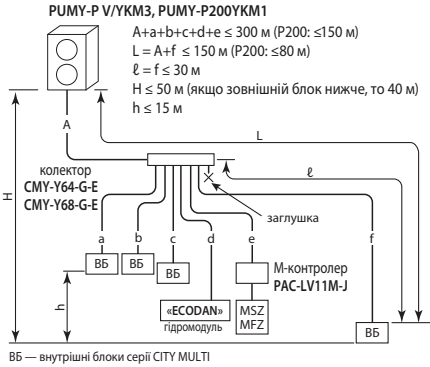 PUMY-P V/YKM3, PUMY-P200YKM1
A+a+b+c+d+e ≤ 300 м (P200: ≤150 м)
L = A+f ≤ 150 м (P200: ≤80 м)
ℓ = f ≤ 30 м
H ≤ 50 м (якщо зовнішній блок нижче, то 40 м)
h ≤ 15 м
A
L
H
колектор
CMY-Y64-G-E
CMY-Y68-G-E
ℓ
заглушка
a
b
c
d
e
f
ВБ
ВБ
ВБ
М-контролер
PAC-LV11M-J
h
«ECODAN»
гідромодуль
MSZ
MFZ
ВБ
ВБ — внутрішні блоки серії CITY MULTI